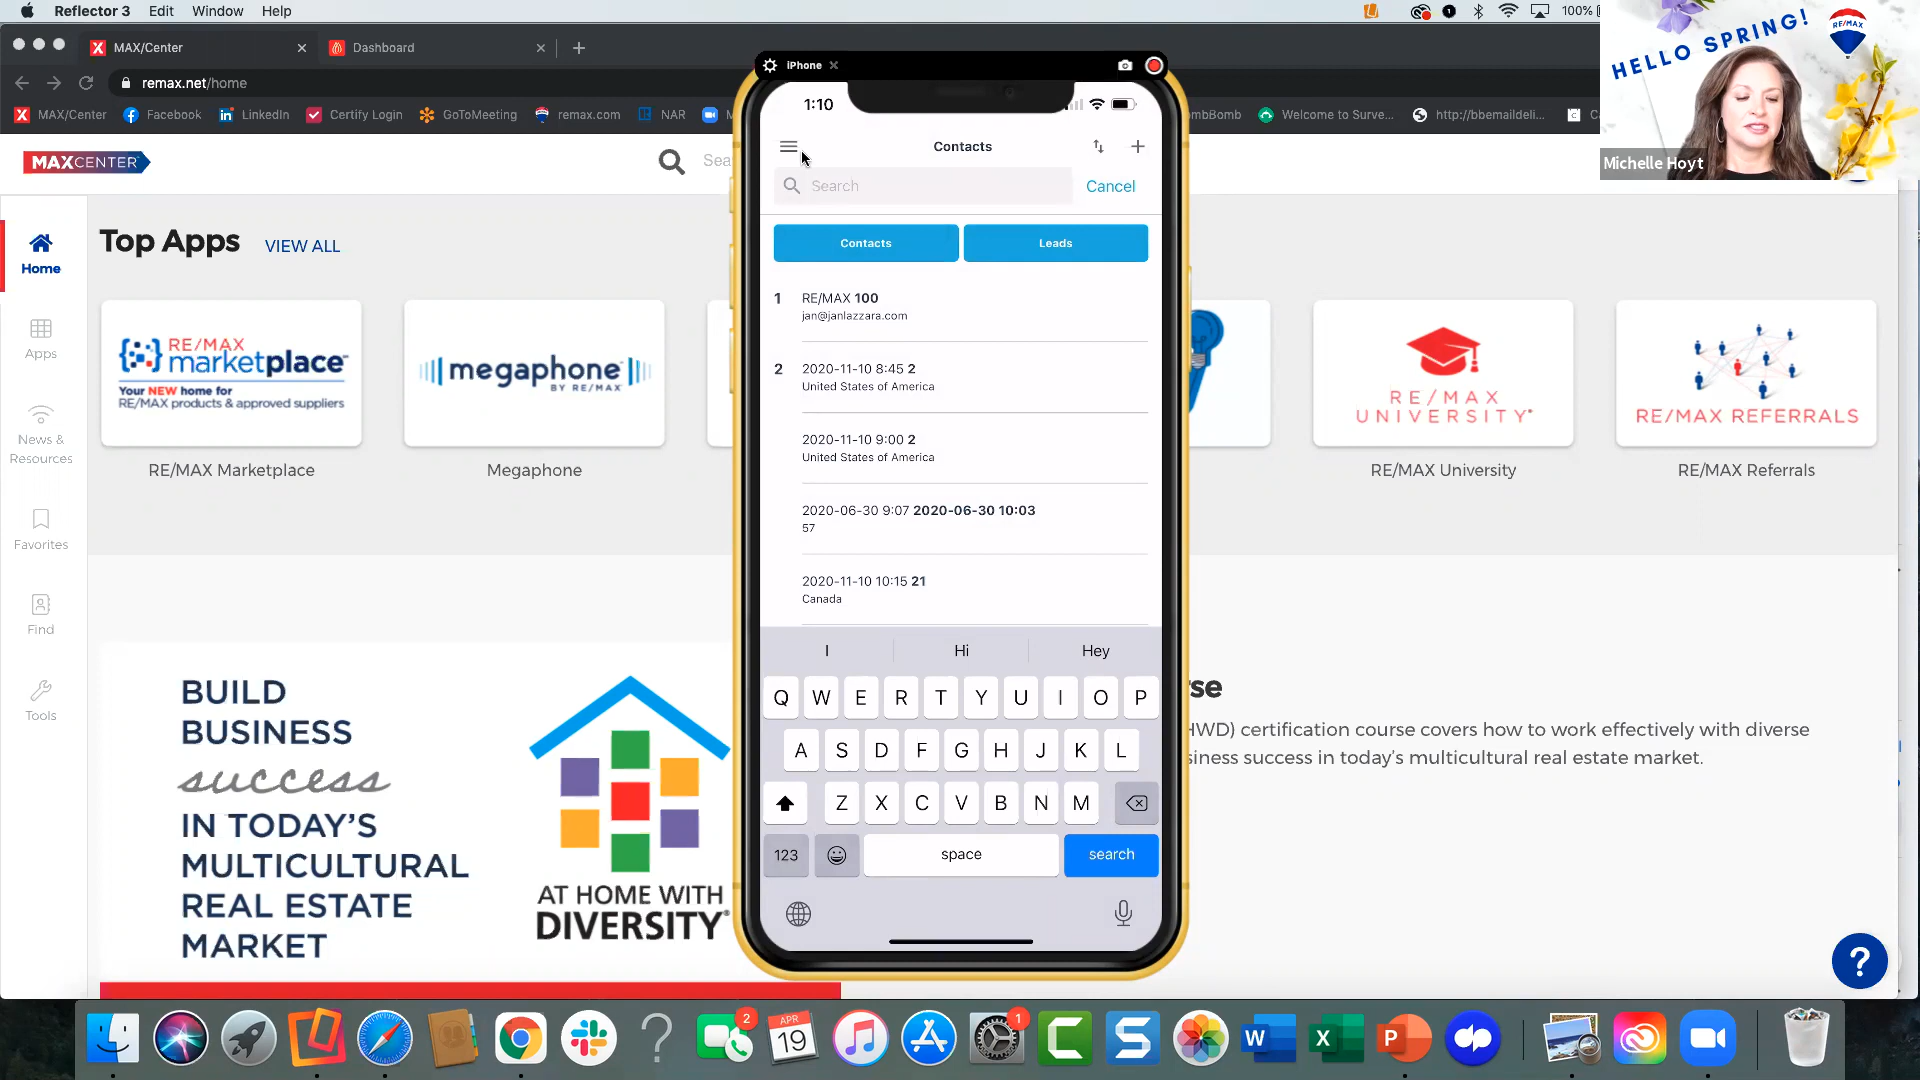 Reflector 3 Edit Window Help
100%
MAX/Center
Dashboard
remax.net/home
MAX/Center
Facebook
LinkedIn
Certify Login
GoToMeeting
remax.com
NAR
mbBomb
Welcome to Surve...
http://bbemaildeli...
HELLO SPRING!
RE/MAX
Michelle Hoyt
MAXCENTER
Sea
Home
Apps
News &
Resources
Favorites
Find
Tools
Top Apps VIEW ALL
RE/MAX
marketplace
Your NEW home for
RE/MAX products & approved suppliers
RE/MAX Marketplace
megaphone
BY RE/MAX
Megaphone
RE/MAX
UNIVERSITY
RE/MAX University
RE/MAX REFERRALS
RE/MAX Referrals
iPhone
1:10
Contacts
Search
Cancel
Contacts
Leads
1
RE/MAX 100
jan@janlazzara.com
2
2020-11-10 8:45 2
United States of America
2020-11-10 9:00 2
United States of America
2020-06-30 9:07 2020-06-30 10:03
57
2020-11-10 10:15 21
Canada
I Hi Hey
Q W E R T Y U I O P
A S D F G H J K L
Z X C V B N M
123 space search
BUILD
BUSINESS
success
IN TODAY'S
MULTICULTURAL
REAL ESTATE
MARKET
AT HOME WITH
DIVERSITY
se
HWD) certification course covers how to work effectively with diverse
siness success in today's multicultural real estate market.
?
2
APR
19
1
C
S
W
X
P